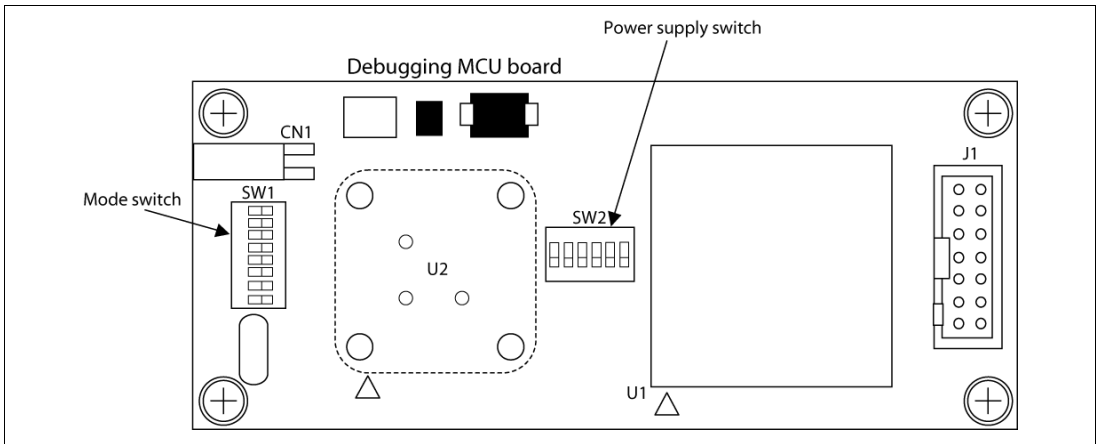 Power supply switch
Debugging MCU board
CN1
J1
Mode switch
SW1
SW2
U2
U1